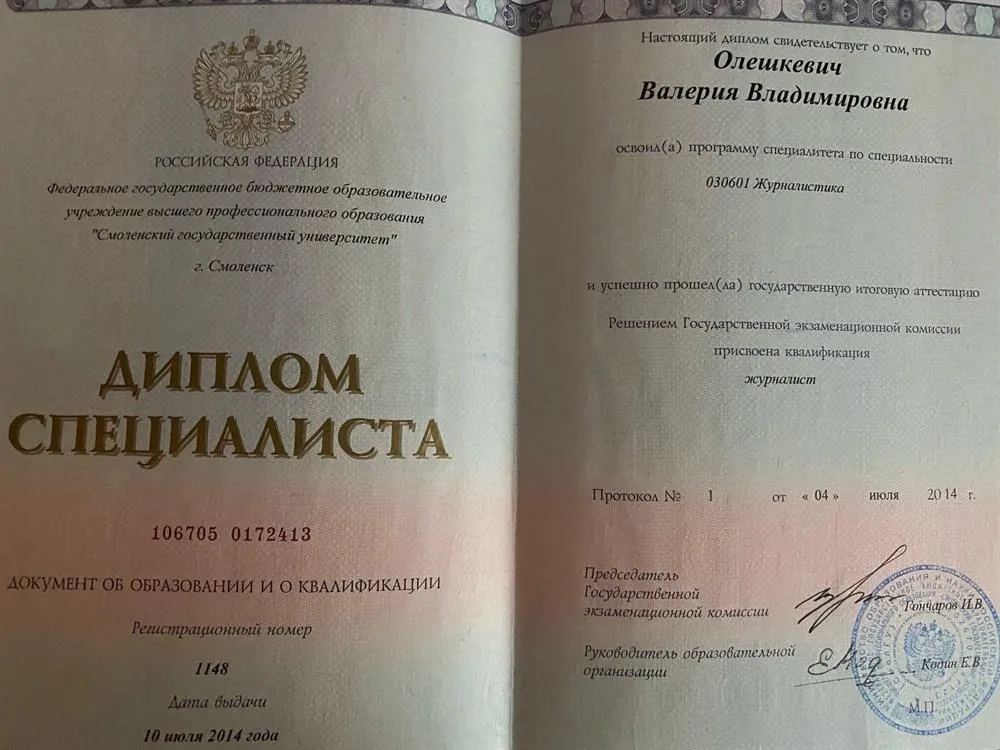 РОССИЙСКАЯ ФЕДЕРАЦИЯ
Федеральное государственное бюджетное образовательное
учреждение высшего профессионального образования
"Смоленский государственный университет"
г. Смоленск
ДИПЛОМ
СПЕЦИАЛИСТА
106705 0172413
ДОКУМЕНТ ОБ ОБРАЗОВАНИИ И О КВАЛИФИКАЦИИ
Регистрационный номер
1148
Дата выдачи
10 июля 2014 года
Настоящий диплом свидетельствует о том, что
Олешкевич
Валерия Владимировна
освоил(а) программу специалитета по специальности
030601 Журналистика
и успешно прошел(ла) государственную итоговую аттестацию
Решением Государственной экзаменационной комиссии
присвоена квалификация
журналист
Протокол № 1 от « 04 » июля 2014 г.
Председатель
Государственной
экзаменационной комиссии
Гончаров И.В.
Руководитель образовательной
организации
Кодин Е.В.
М.П.